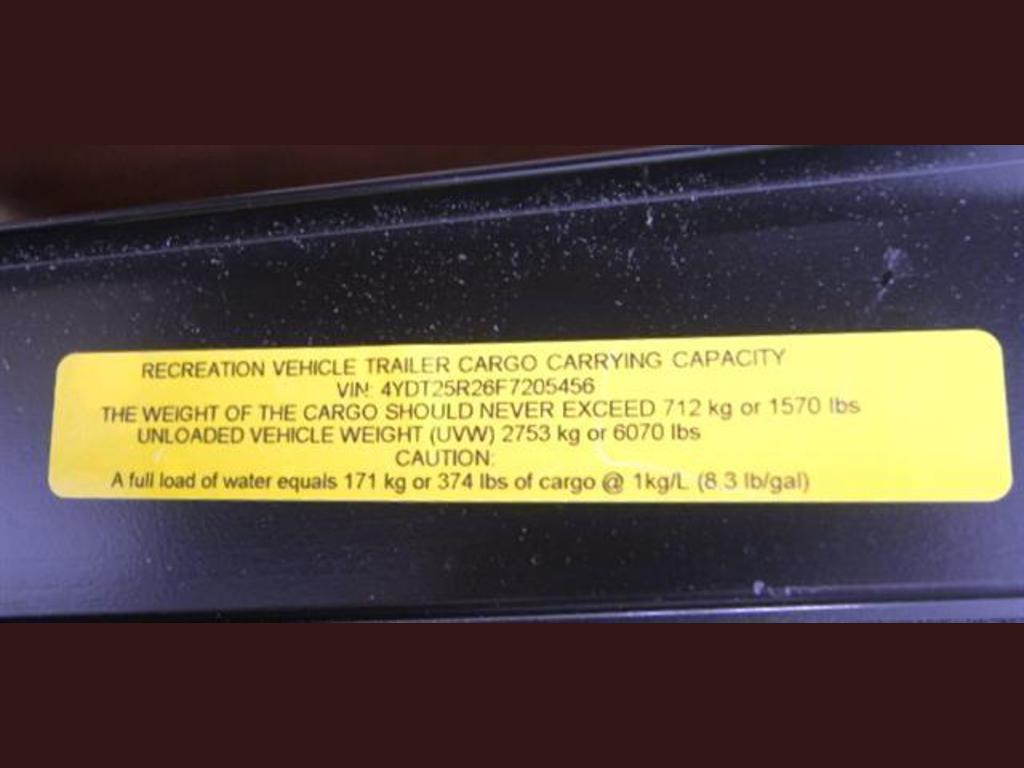 RECREATION VEHICLE TRAILER CARGO CARRYING CAPACITY
VIN: 4YDT25R26F7205456
THE WEIGHT OF THE CARGO SHOULD NEVER EXCEED 712 kg or 1570 lbs
UNLOADED VEHICLE WEIGHT (UVW) 2753 kg or 6070 lbs
CAUTION:
A full load of water equals 171 kg or 374 lbs of cargo @ 1kg/L (8.3 lb/gal)